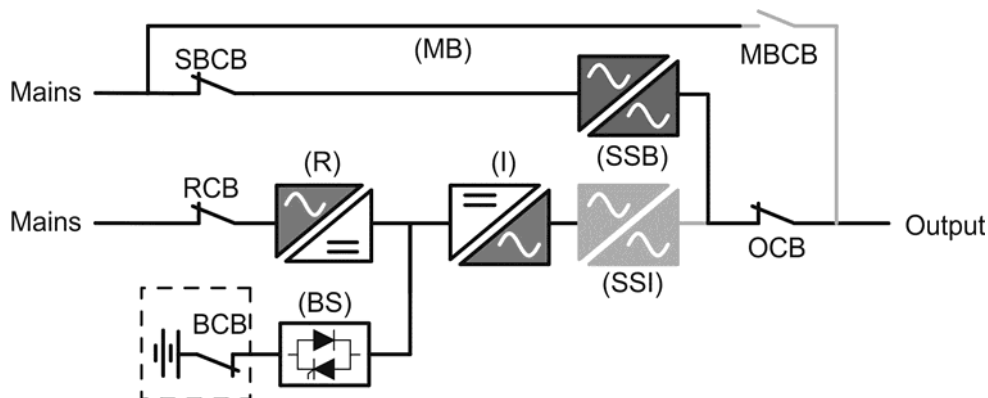 (MB)
MBCB
SBCB
Mains
(SSB)
(R)
(I)
RCB
Mains
Output
OCB
(SSI)
(BS)
BCB